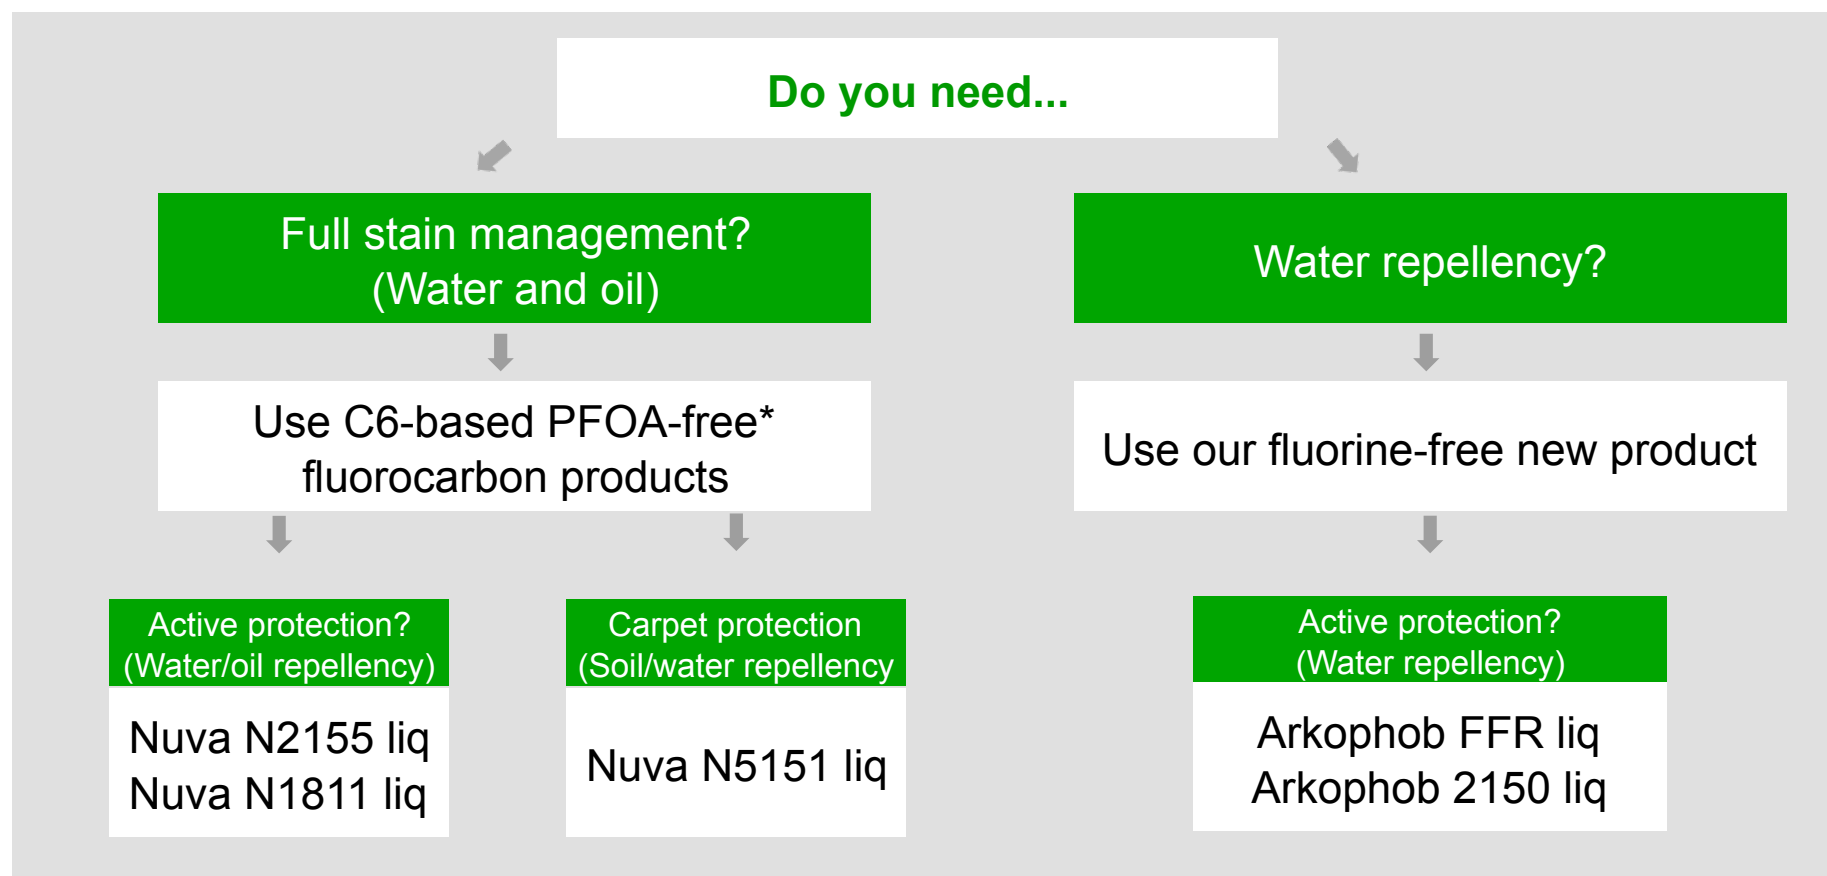 Do you need...
Full stain management?
(Water and oil)
Water repellency?
Use C6-based PFOA-free*
fluorocarbon products
Use our fluorine-free new product
Active protection?
(Water/oil repellency)
Nuva N2155 liq
Nuva N1811 liq
Carpet protection
(Soil/water repellency
Nuva N5151 liq
Active protection?
(Water repellency)
Arkophob FFR liq
Arkophob 2150 liq